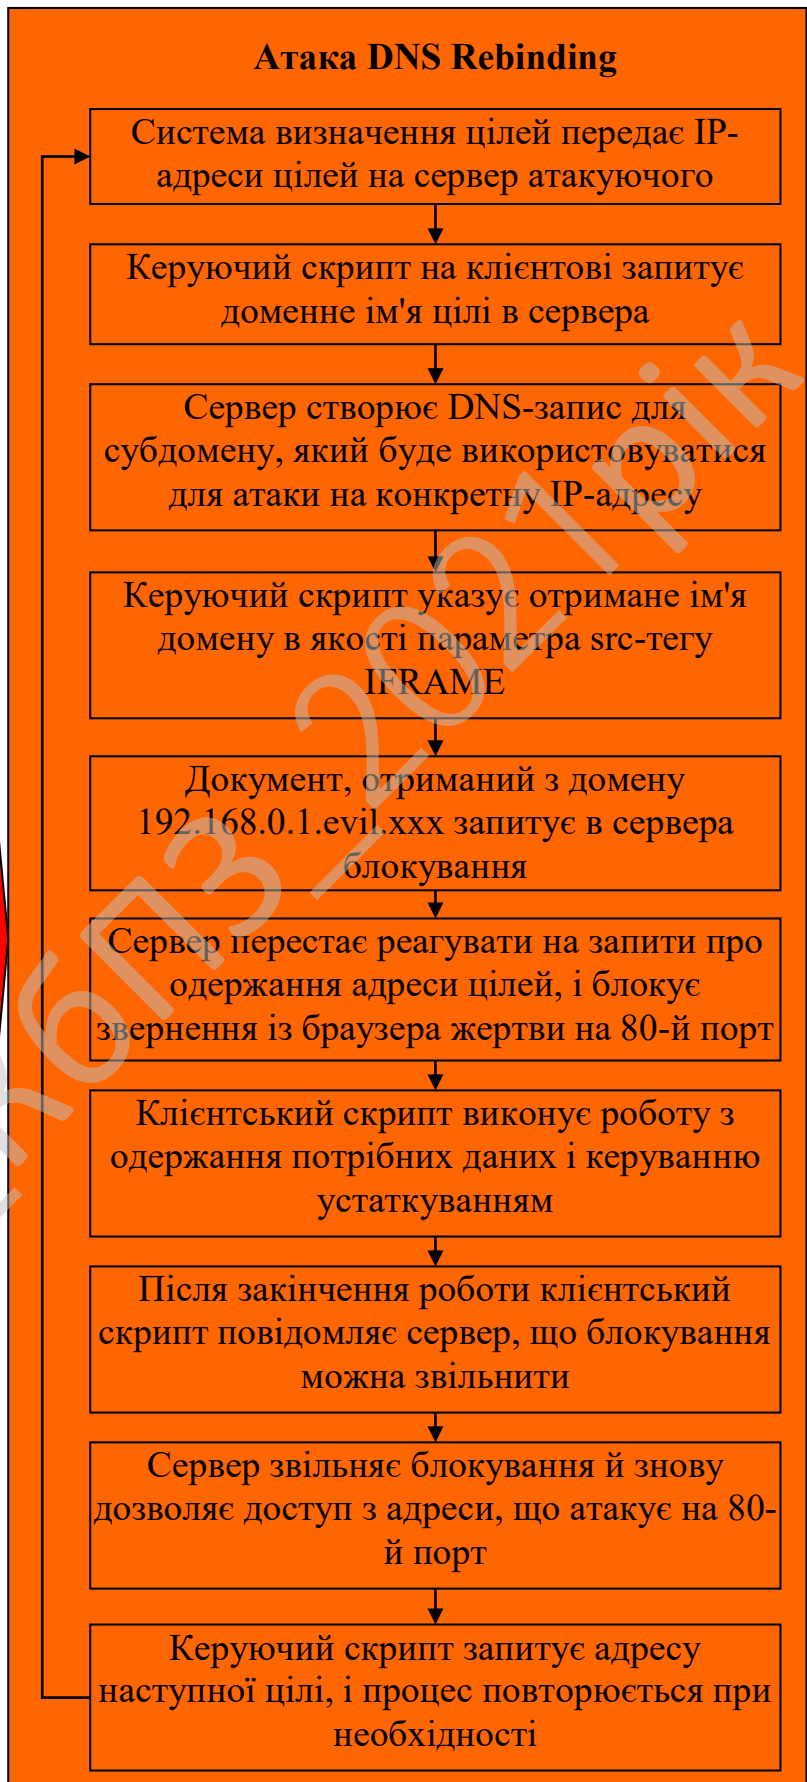 Атака DNS Rebinding
Система визначення цілей передає IP-
адреси цілей на сервер атакуючого
Керуючий скрипт на клієнтові запитує
доменне ім'я цілі в сервера
Сервер створює DNS-запис для
субдомену, який буде використовуватися
для атаки на конкретну IP-адресу
Керуючий скрипт указує отримане ім'я
домену в якості параметра src-тегу
IFRAME
Документ, отриманий з домену
192.168.0.1.evil.xxx запитує в сервера
блокування
Сервер перестає реагувати на запити про
одержання адреси цілей, і блокує
звернення із браузера жертви на 80-й порт
Клієнтський скрипт виконує роботу з
одержання потрібних даних і керуванню
устаткуванням
Після закінчення роботи клієнтський
скрипт повідомляє сервер, що блокування
можна звільнити
Сервер звільняє блокування й знову
дозволяє доступ з адреси, що атакує на 80-
й порт
Керуючий скрипт запитує адресу
наступної цілі, і процес повторюється при
необхідності
КбПЗ_2021рік